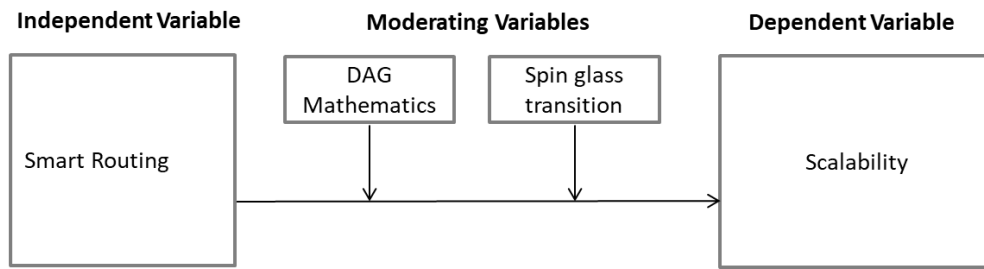 Independent Variable
Moderating Variables
Dependent Variable
DAG
Mathematics
Spin glass
transition
Smart Routing
Scalability